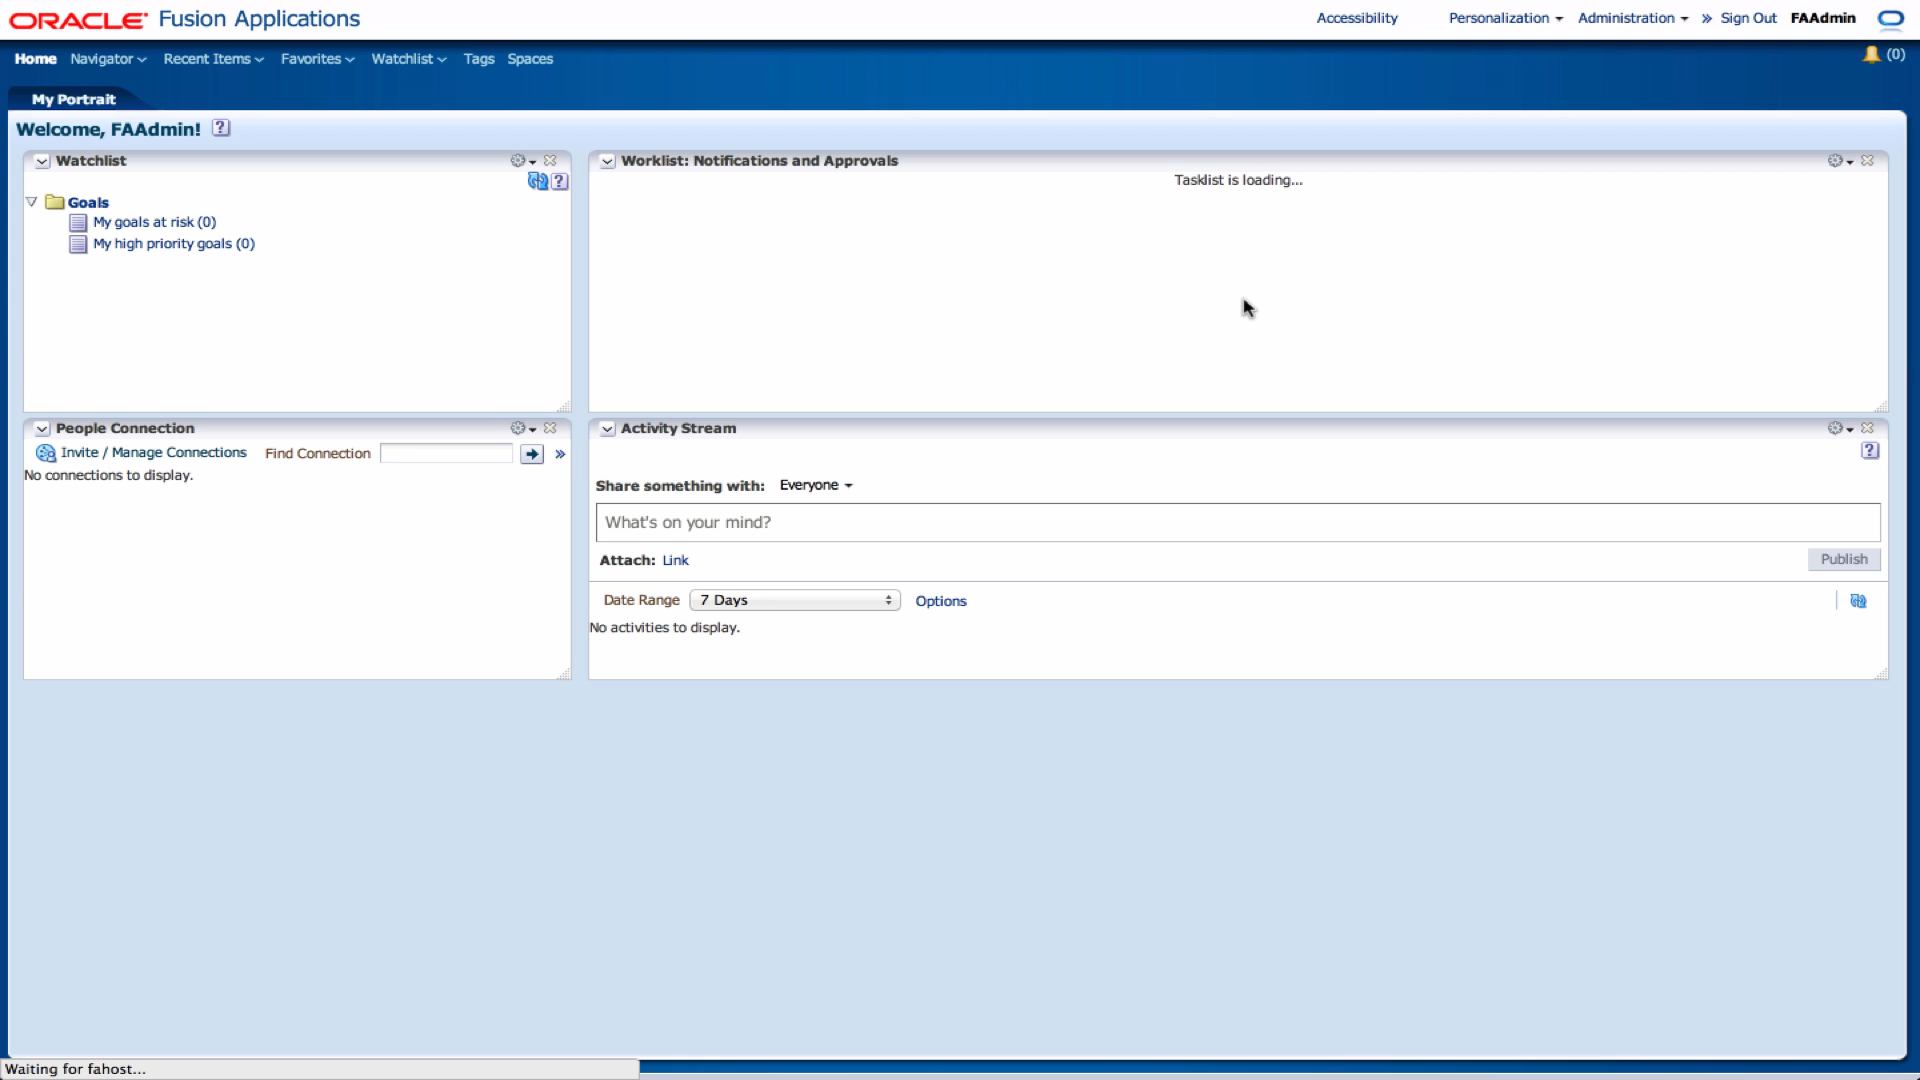 ORACLE Fusion Applications
Accessibility Personalization Administration » Sign Out FAAdmin
Home Navigator Recent Items Favorites Watchlist Tags Spaces
(0)
My Portrait
Welcome, FAAdmin! ?
Watchlist
?
Goals
My goals at risk (0)
My high priority goals (0)
Worklist: Notifications and Approvals
Tasklist is loading...
People Connection
Invite / Manage Connections Find Connection »
No connections to display.
Activity Stream
?
Share something with: Everyone
What's on your mind?
Attach: Link
Publish
Date Range 7 Days Options
No activities to display.
Waiting for fahost...